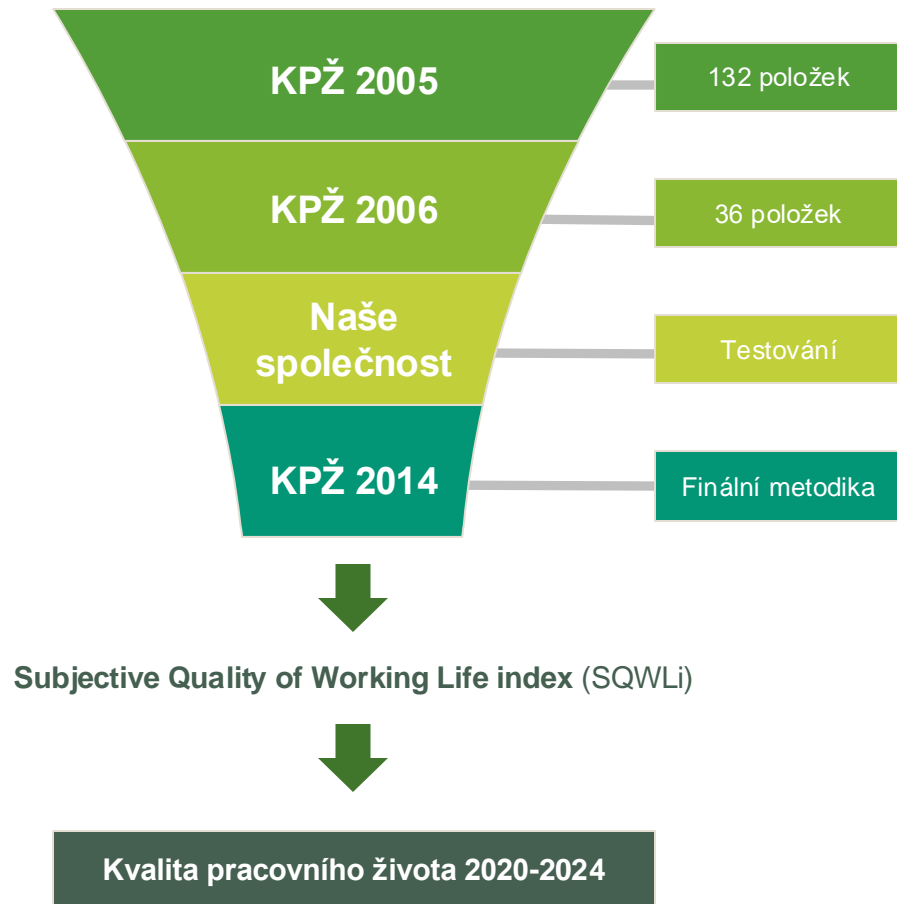 KPŽ 2005
132 položek
KPŽ 2006
36 položek
Naše
společnost
Testování
KPŽ 2014
Finální metodika
Subjective Quality of Working Life index (SQWLi)
Kvalita pracovního života 2020-2024